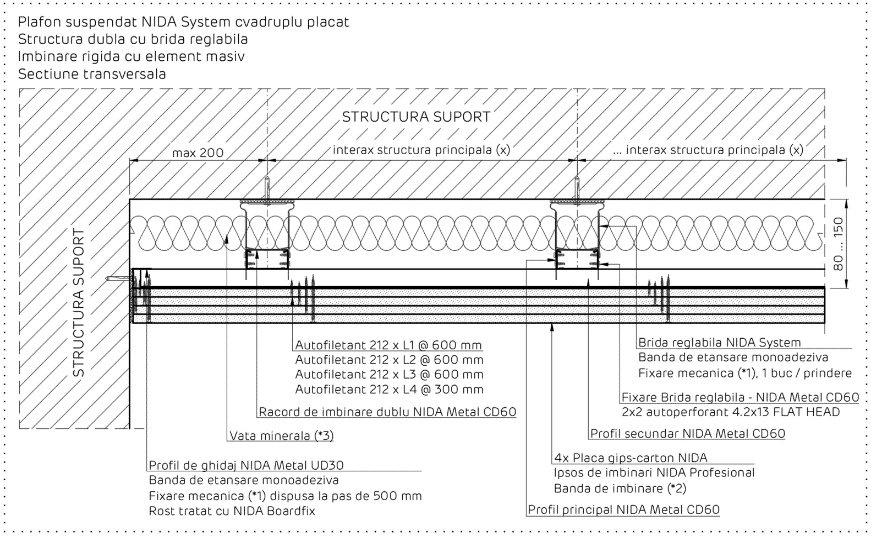 Plafon suspendat NIDA System cvadruplu placat
Structura dubla cu brida reglabila
Imbinare rigida cu element masiv
Sectiune transversala
STRUCTURA SUPORT
max 200
interax structura principala (x)
... interax structura principala (x)
STRUCTURA SUPORT
80 ... 150
Autofiletant 212 x L1 @ 600 mm
Autofiletant 212 x L2 @ 600 mm
Autofiletant 212 x L3 @ 600 mm
Autofiletant 212 x L4 @ 300 mm
Racord de imbinare dublu NIDA Metal CD60
Vata minerala (*3)
Profil de ghidaj NIDA Metal UD30
Banda de etansare monoadeziva
Fixare mecanica (*1) dispusa la pas de 500 mm
Rost tratat cu NIDA Boardfix
Brida reglabila NIDA System
Banda de etansare monoadeziva
Fixare mecanica (*1), 1 buc / prindere
Fixare Brida reglabila - NIDA Metal CD60
2x2 autoperforant 4.2x13 FLAT HEAD
Profil secundar NIDA Metal CD60
4x Placa gips-carton NIDA
Ipsos de imbinari NIDA Profesional
Banda de imbinare (*2)
Profil principal NIDA Metal CD60